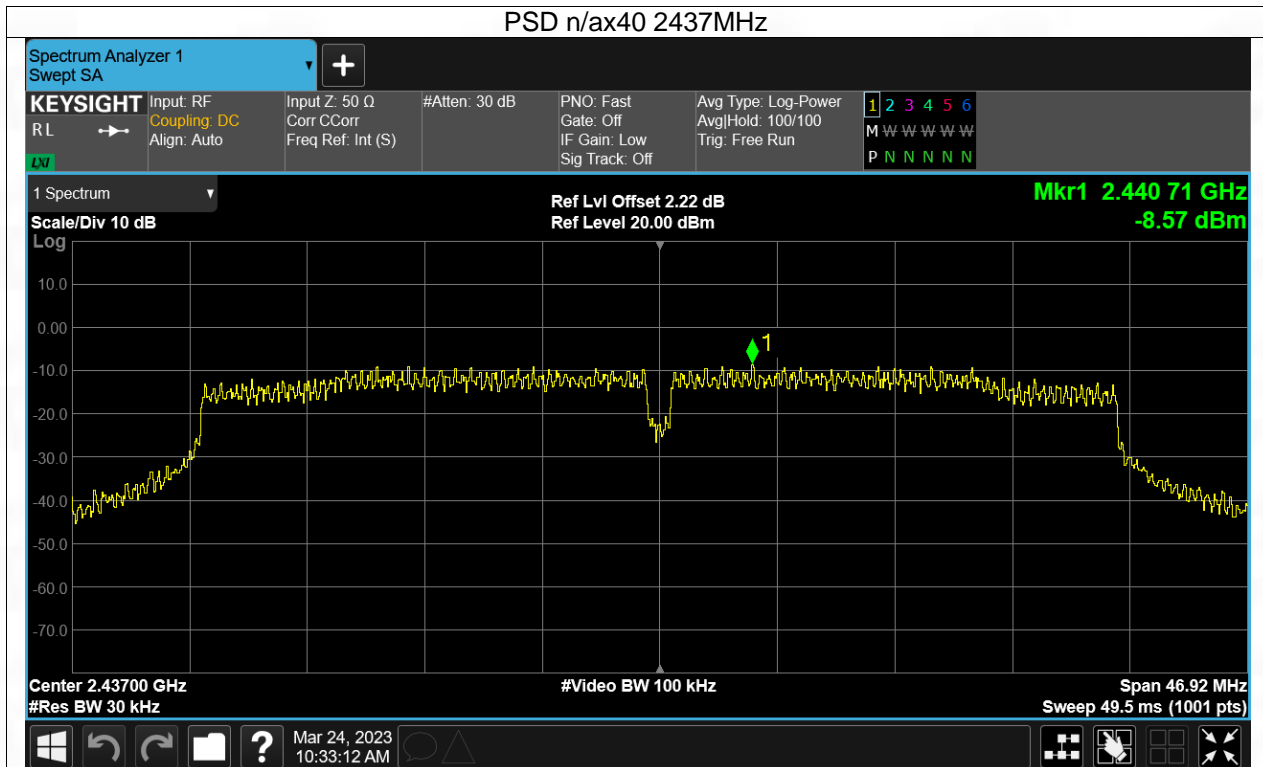 PSD n/ax40 2437MHz
Spectrum Analyzer 1
Swept SA
KEYSIGHT
RL
LXI
Input: RF
Coupling: DC
Align: Auto
Input Z: 50 Ω
Corr CCorr
Freq Ref: Int (S)
#Atten: 30 dB
PNO: Fast
Gate: Off
IF Gain: Low
Sig Track: Off
Avg Type: Log-Power
Avg|Hold: 100/100
Trig: Free Run
1 2 3 4 5 6
M W W W W W
P N N N N N
1 Spectrum
Scale/Div 10 dB
Log
Ref Lvl Offset 2.22 dB
Ref Level 20.00 dBm
Mkr1 2.440 71 GHz
-8.57 dBm
10.0
0.00
-10.0
-20.0
-30.0
-40.0
-50.0
-60.0
-70.0
1
Center 2.43700 GHz
#Res BW 30 kHz
#Video BW 100 kHz
Span 46.92 MHz
Sweep 49.5 ms (1001 pts)
?
Mar 24, 2023
10:33:12 AM